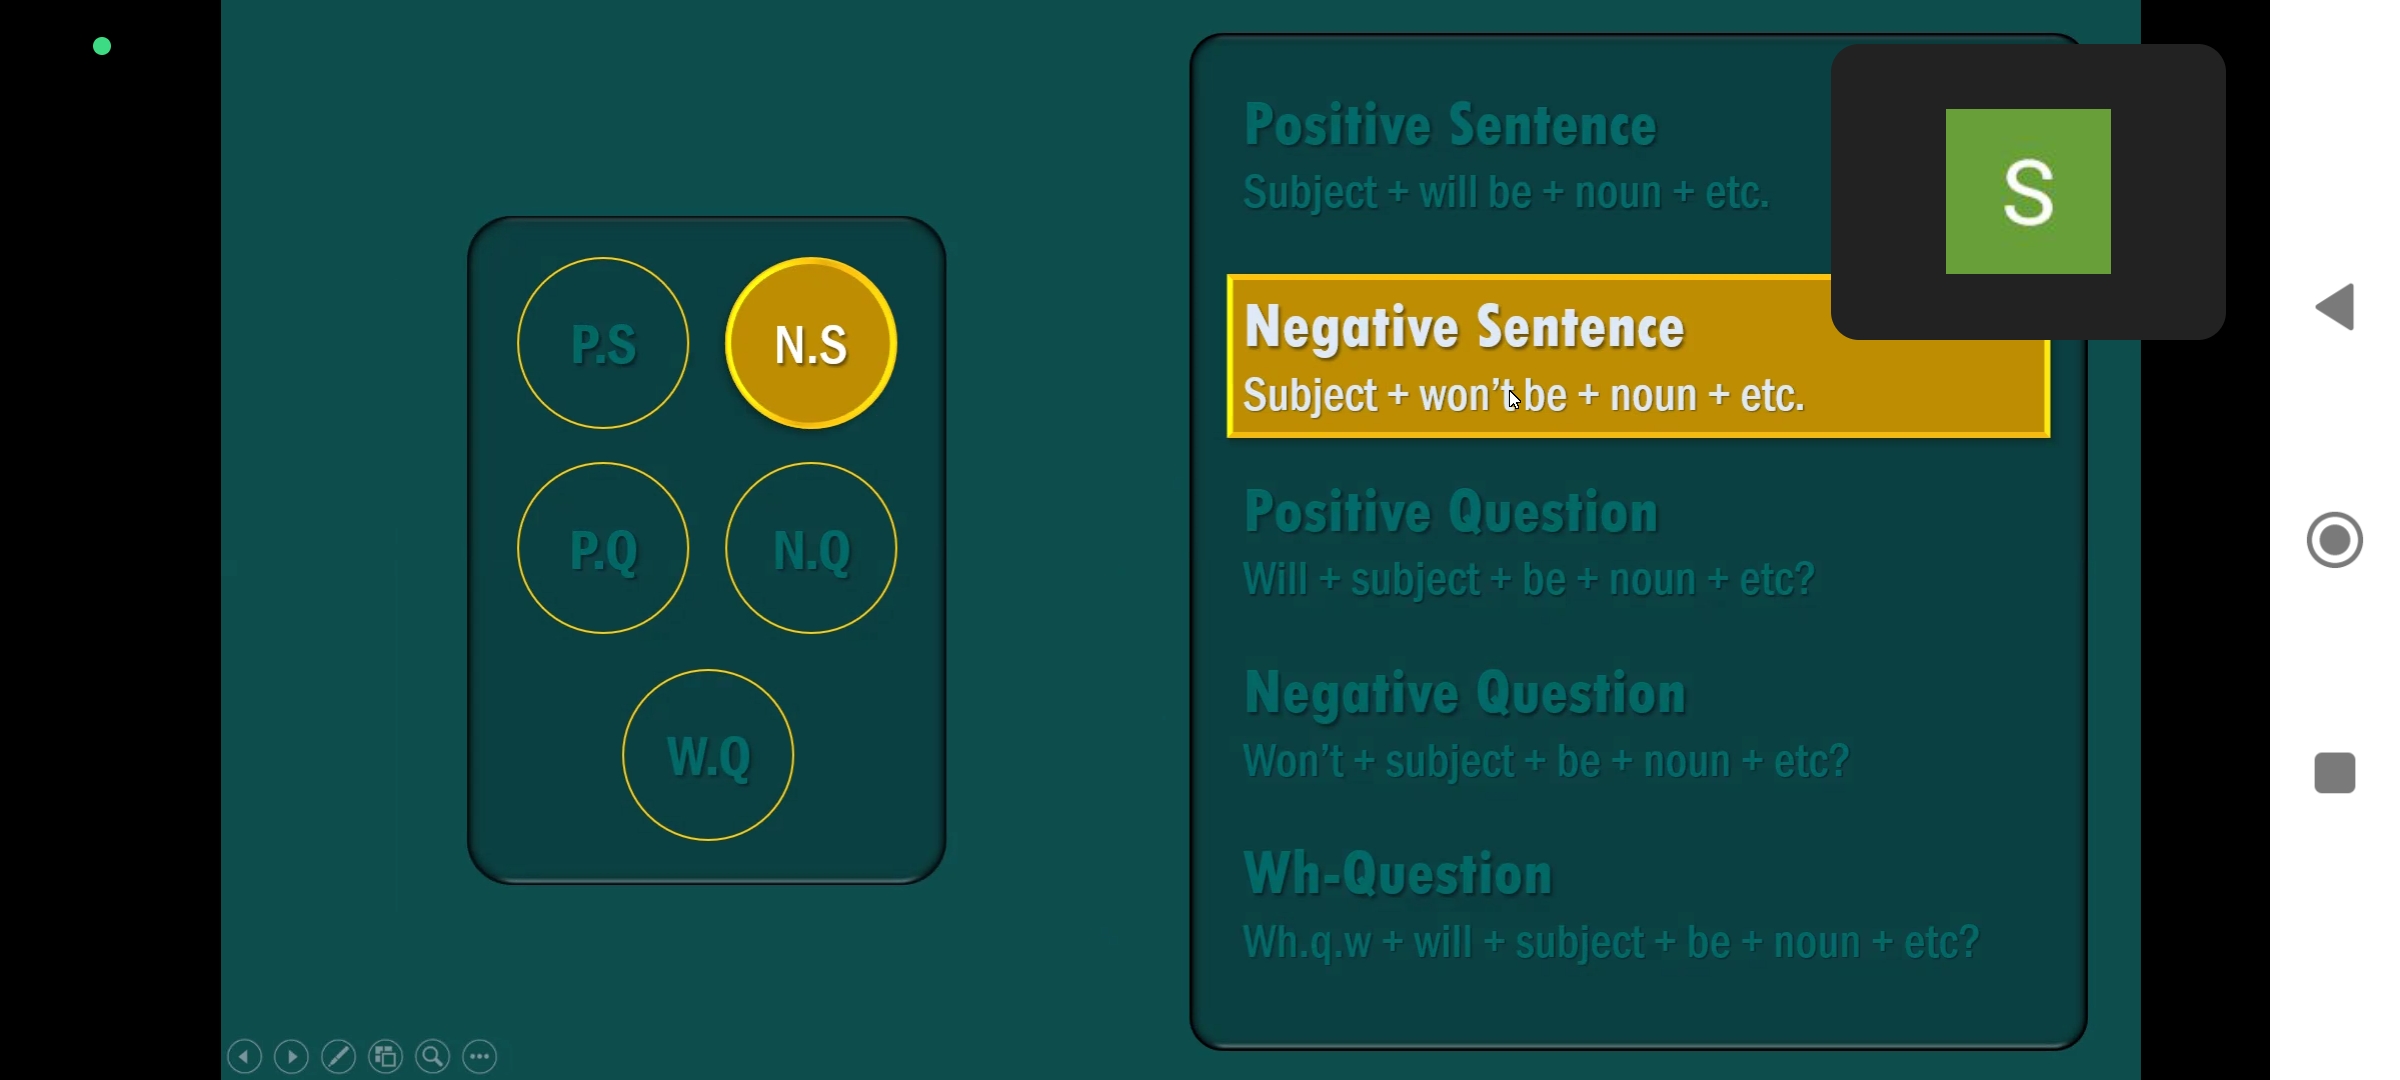 P.S
N.S
P.Q
N.Q
W.Q
Positive Sentence
Subject + will be + noun + etc.
Negative Sentence
Subject + won’t be + noun + etc.
Positive Question
Will + subject + be + noun + etc?
Negative Question
Won’t + subject + be + noun + etc?
Wh-Question
Wh.q.w + will + subject + be + noun + etc?
S